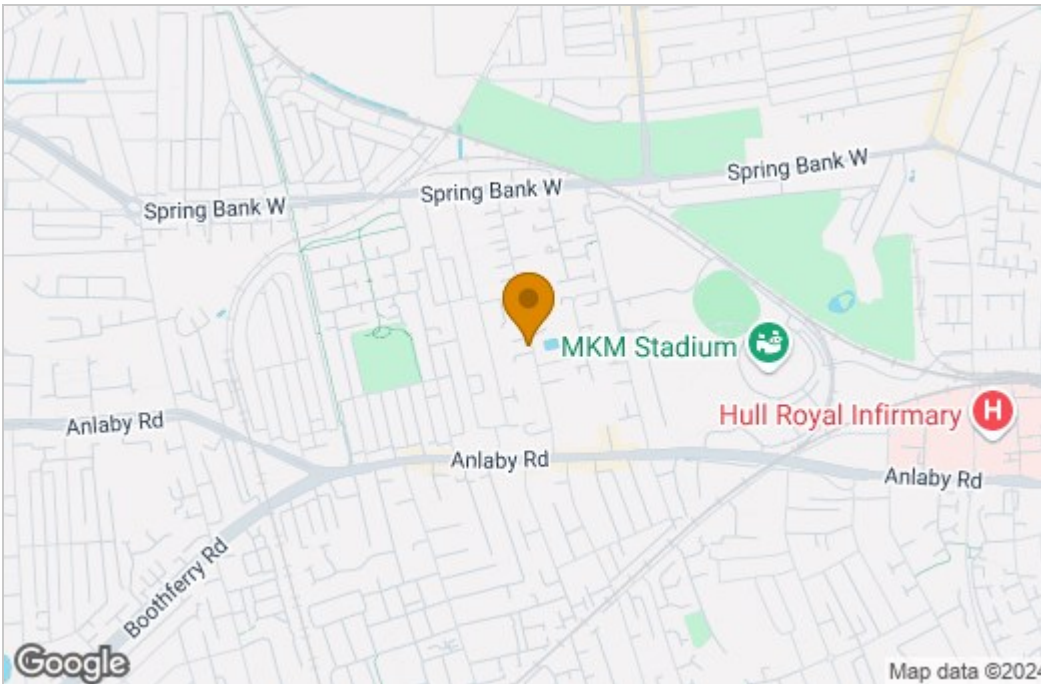 Spring Bank W
Spring Bank W
Spring Bank W
MKM Stadium
Hull Royal Infirmary
H
Anlaby Rd
Anlaby Rd
Anlaby Rd
Boothferry Rd
Google
Map data ©2024